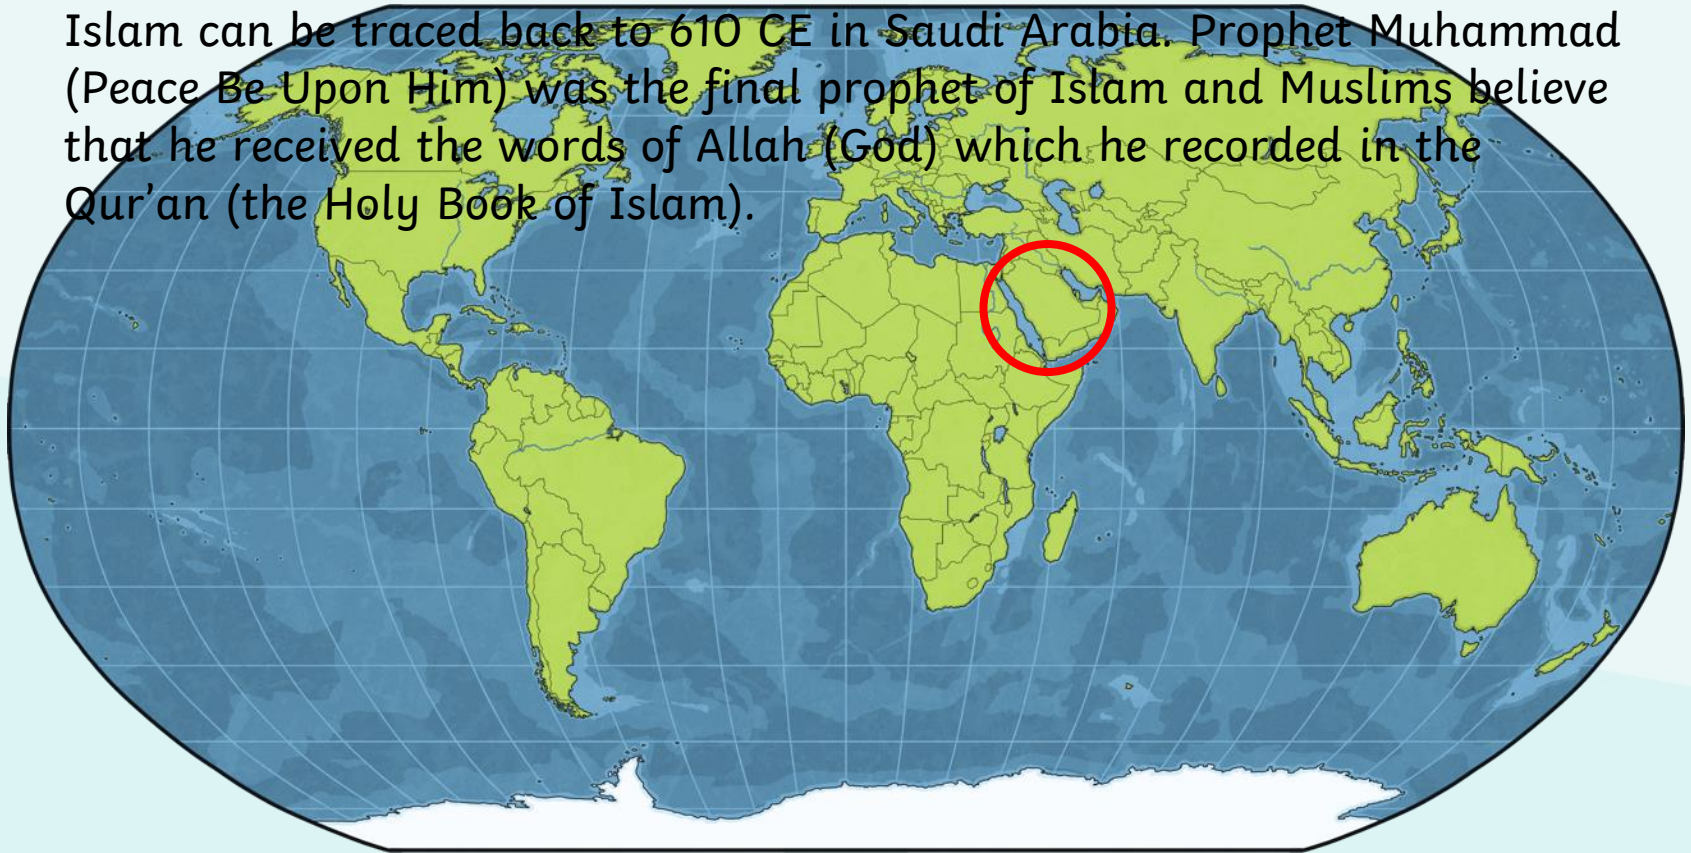 Islam can be traced back to 610 CE in Saudi Arabia. Prophet Muhammad
(Peace Be Upon Him) was the final prophet of Islam and Muslims believe
that he received the words of Allah (God) which he recorded in the
Qur’an (the Holy Book of Islam).